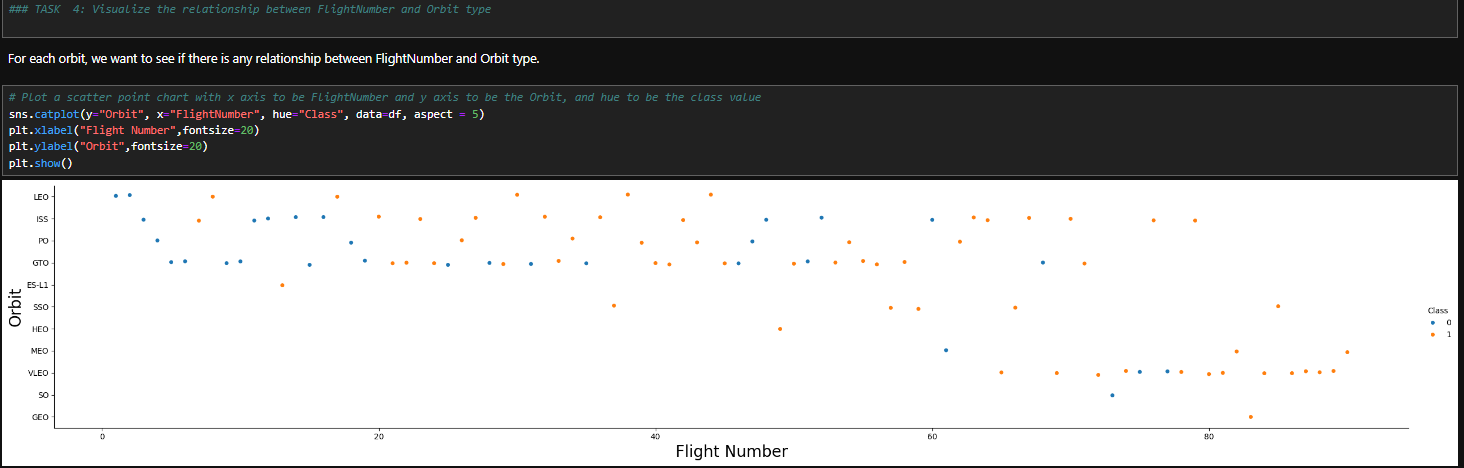 ### TASK  4: Visualize the relationship between FlightNumber and Orbit type
For each orbit, we want to see if there is any relationship between FlightNumber and Orbit type.
# Plot a scatter point chart with x axis to be FlightNumber and y axis to be the Orbit, and hue to be the class value
sns.catplot(y="Orbit", x="FlightNumber", hue="Class", data=df, aspect = 5)
plt.xlabel("Flight Number",fontsize=20)
plt.ylabel("Orbit",fontsize=20)
plt.show()
LEO
ISS
PO
GTO
ES-L1
SSO
HEO
MEO
VLEO
SO
GEO
Orbit
Class
0
1
0 20 40 60 80
Flight Number